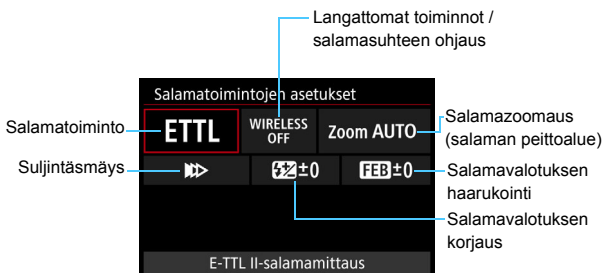 Langattomat toiminnot /
salamasuhteen ohjaus
Salamatoimintojen asetukset
Salamatoiminto
ETTL
WIRELESS
OFF
Zoom AUTO
Salamazoomaus
(salaman peittoalue)
Suljintäsmäys
±0
FEB±0
Salamavalotuksen
haarukointi
Salamavalotuksen
korjaus
E-TTL II-salamamittaus